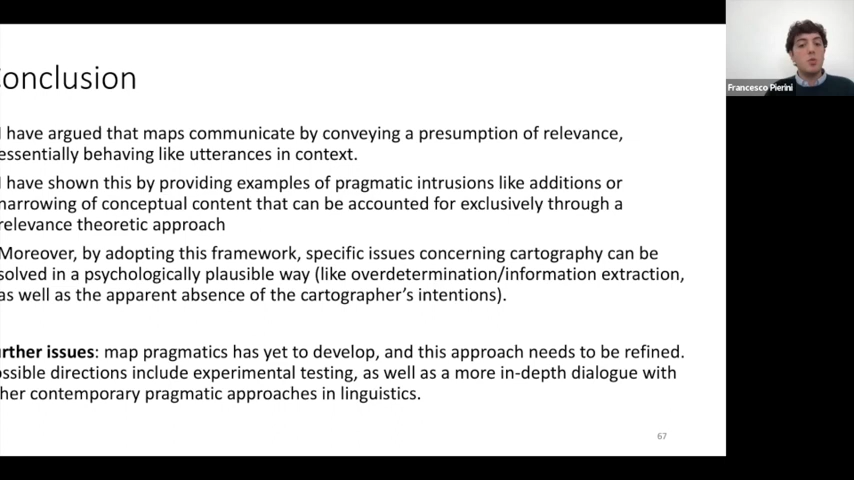 onclusion
I have argued that maps communicate by conveying a presumption of relevance,
essentially behaving like utterances in context.
I have shown this by providing examples of pragmatic intrusions like additions or
narrowing of conceptual content that can be accounted for exclusively through a
relevance theoretic approach
Moreover, by adopting this framework, specific issues concerning cartography can be
solved in a psychologically plausible way (like overdetermination/information extraction,
as well as the apparent absence of the cartographer's intentions).
rther issues: map pragmatics has yet to develop, and this approach needs to be refined.
ossible directions include experimental testing, as well as a more in-depth dialogue with
her contemporary pragmatic approaches in linguistics.
67
Francesco Pierini